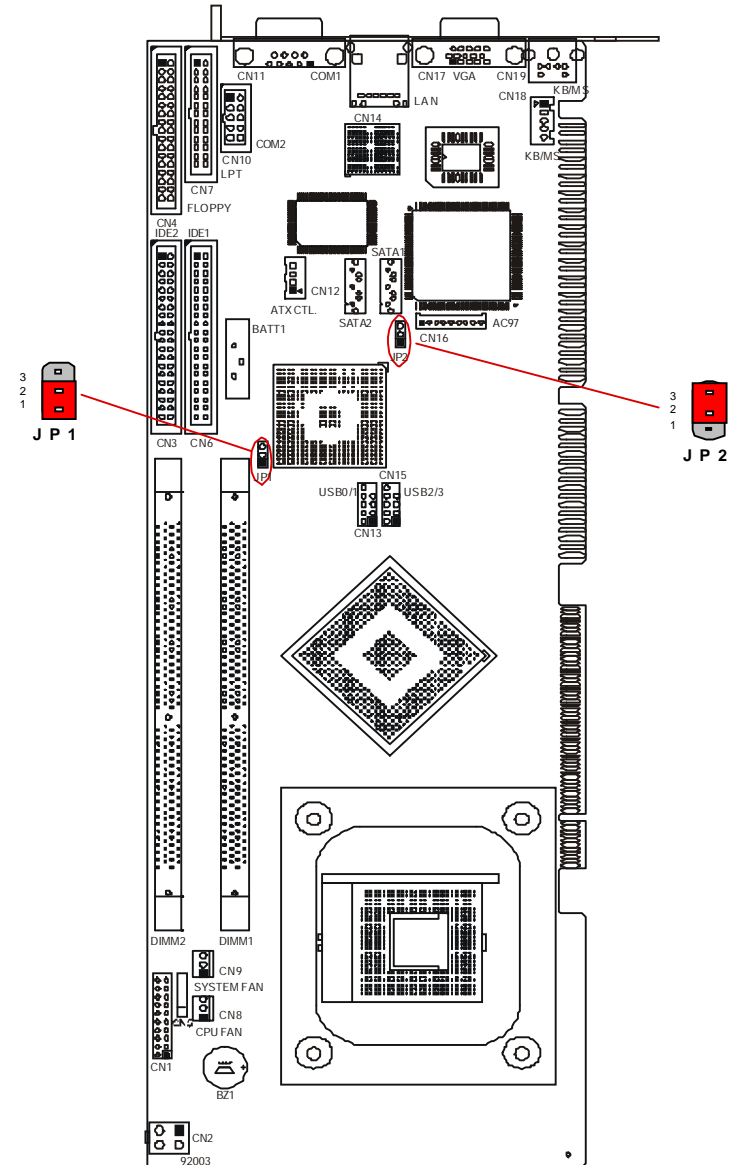 CN11
COM1
CN17
VGA
CN19
KB/MS
LAN
CN18
CN14
COM2
CN10
LPT
KB/MS
CN7
FLOPPY
CN4
IDE2
IDE1
SATA1
CN12
ATX CTL.
SATA2
AC97
CN16
BATT1
JP2
3
2
1
JP1
3
2
1
JP2
CN3
CN6
JP1
CN15
USB0/1
USB2/3
CN13
DIMM2
DIMM1
CN9
SYSTEM FAN
CN8
CPU FAN
CN1
BZ1
CN2
92003